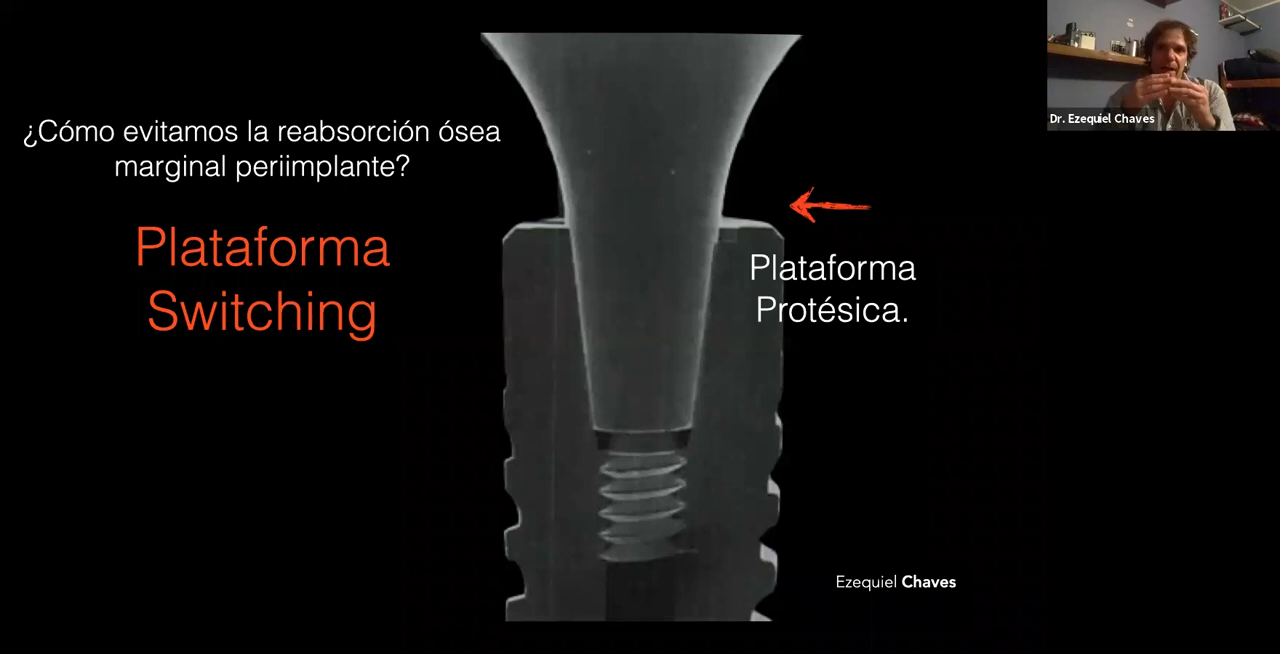 ¿Cómo evitamos la reabsorción ósea
marginal periimplante?
Plataforma
Switching
Plataforma
Protésica.
Ezequiel Chaves
Dr. Ezequiel Chaves